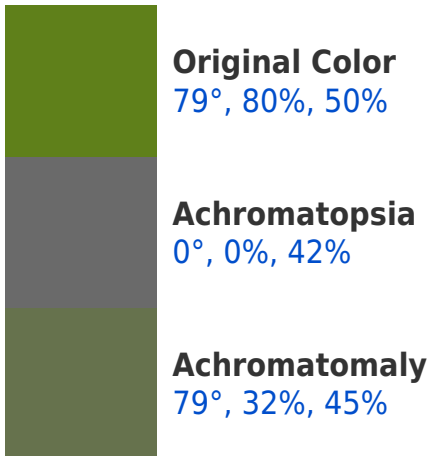 Original Color
79°, 80%, 50%
Achromatopsia
0°, 0%, 42%
Achromatomaly
79°, 32%, 45%